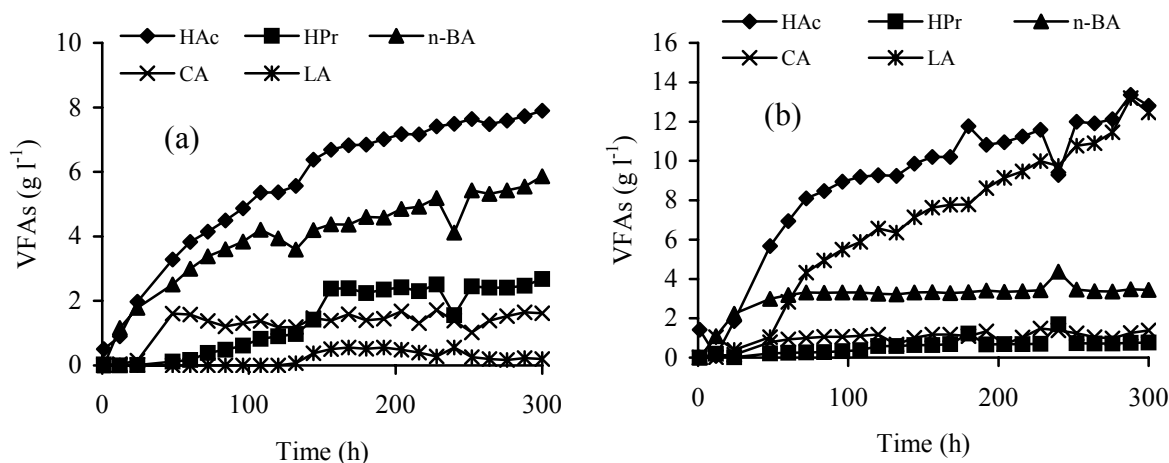 HAc HPr n-BA
CA LA
(a)
VFAs (g l⁻¹)
10
8
6
4
2
0
0 100 200 300
Time (h)
HAc HPr n-BA
CA LA
(b)
VFAs (g l⁻¹)
16
14
12
10
8
6
4
2
0
0 100 200 300
Time (h)